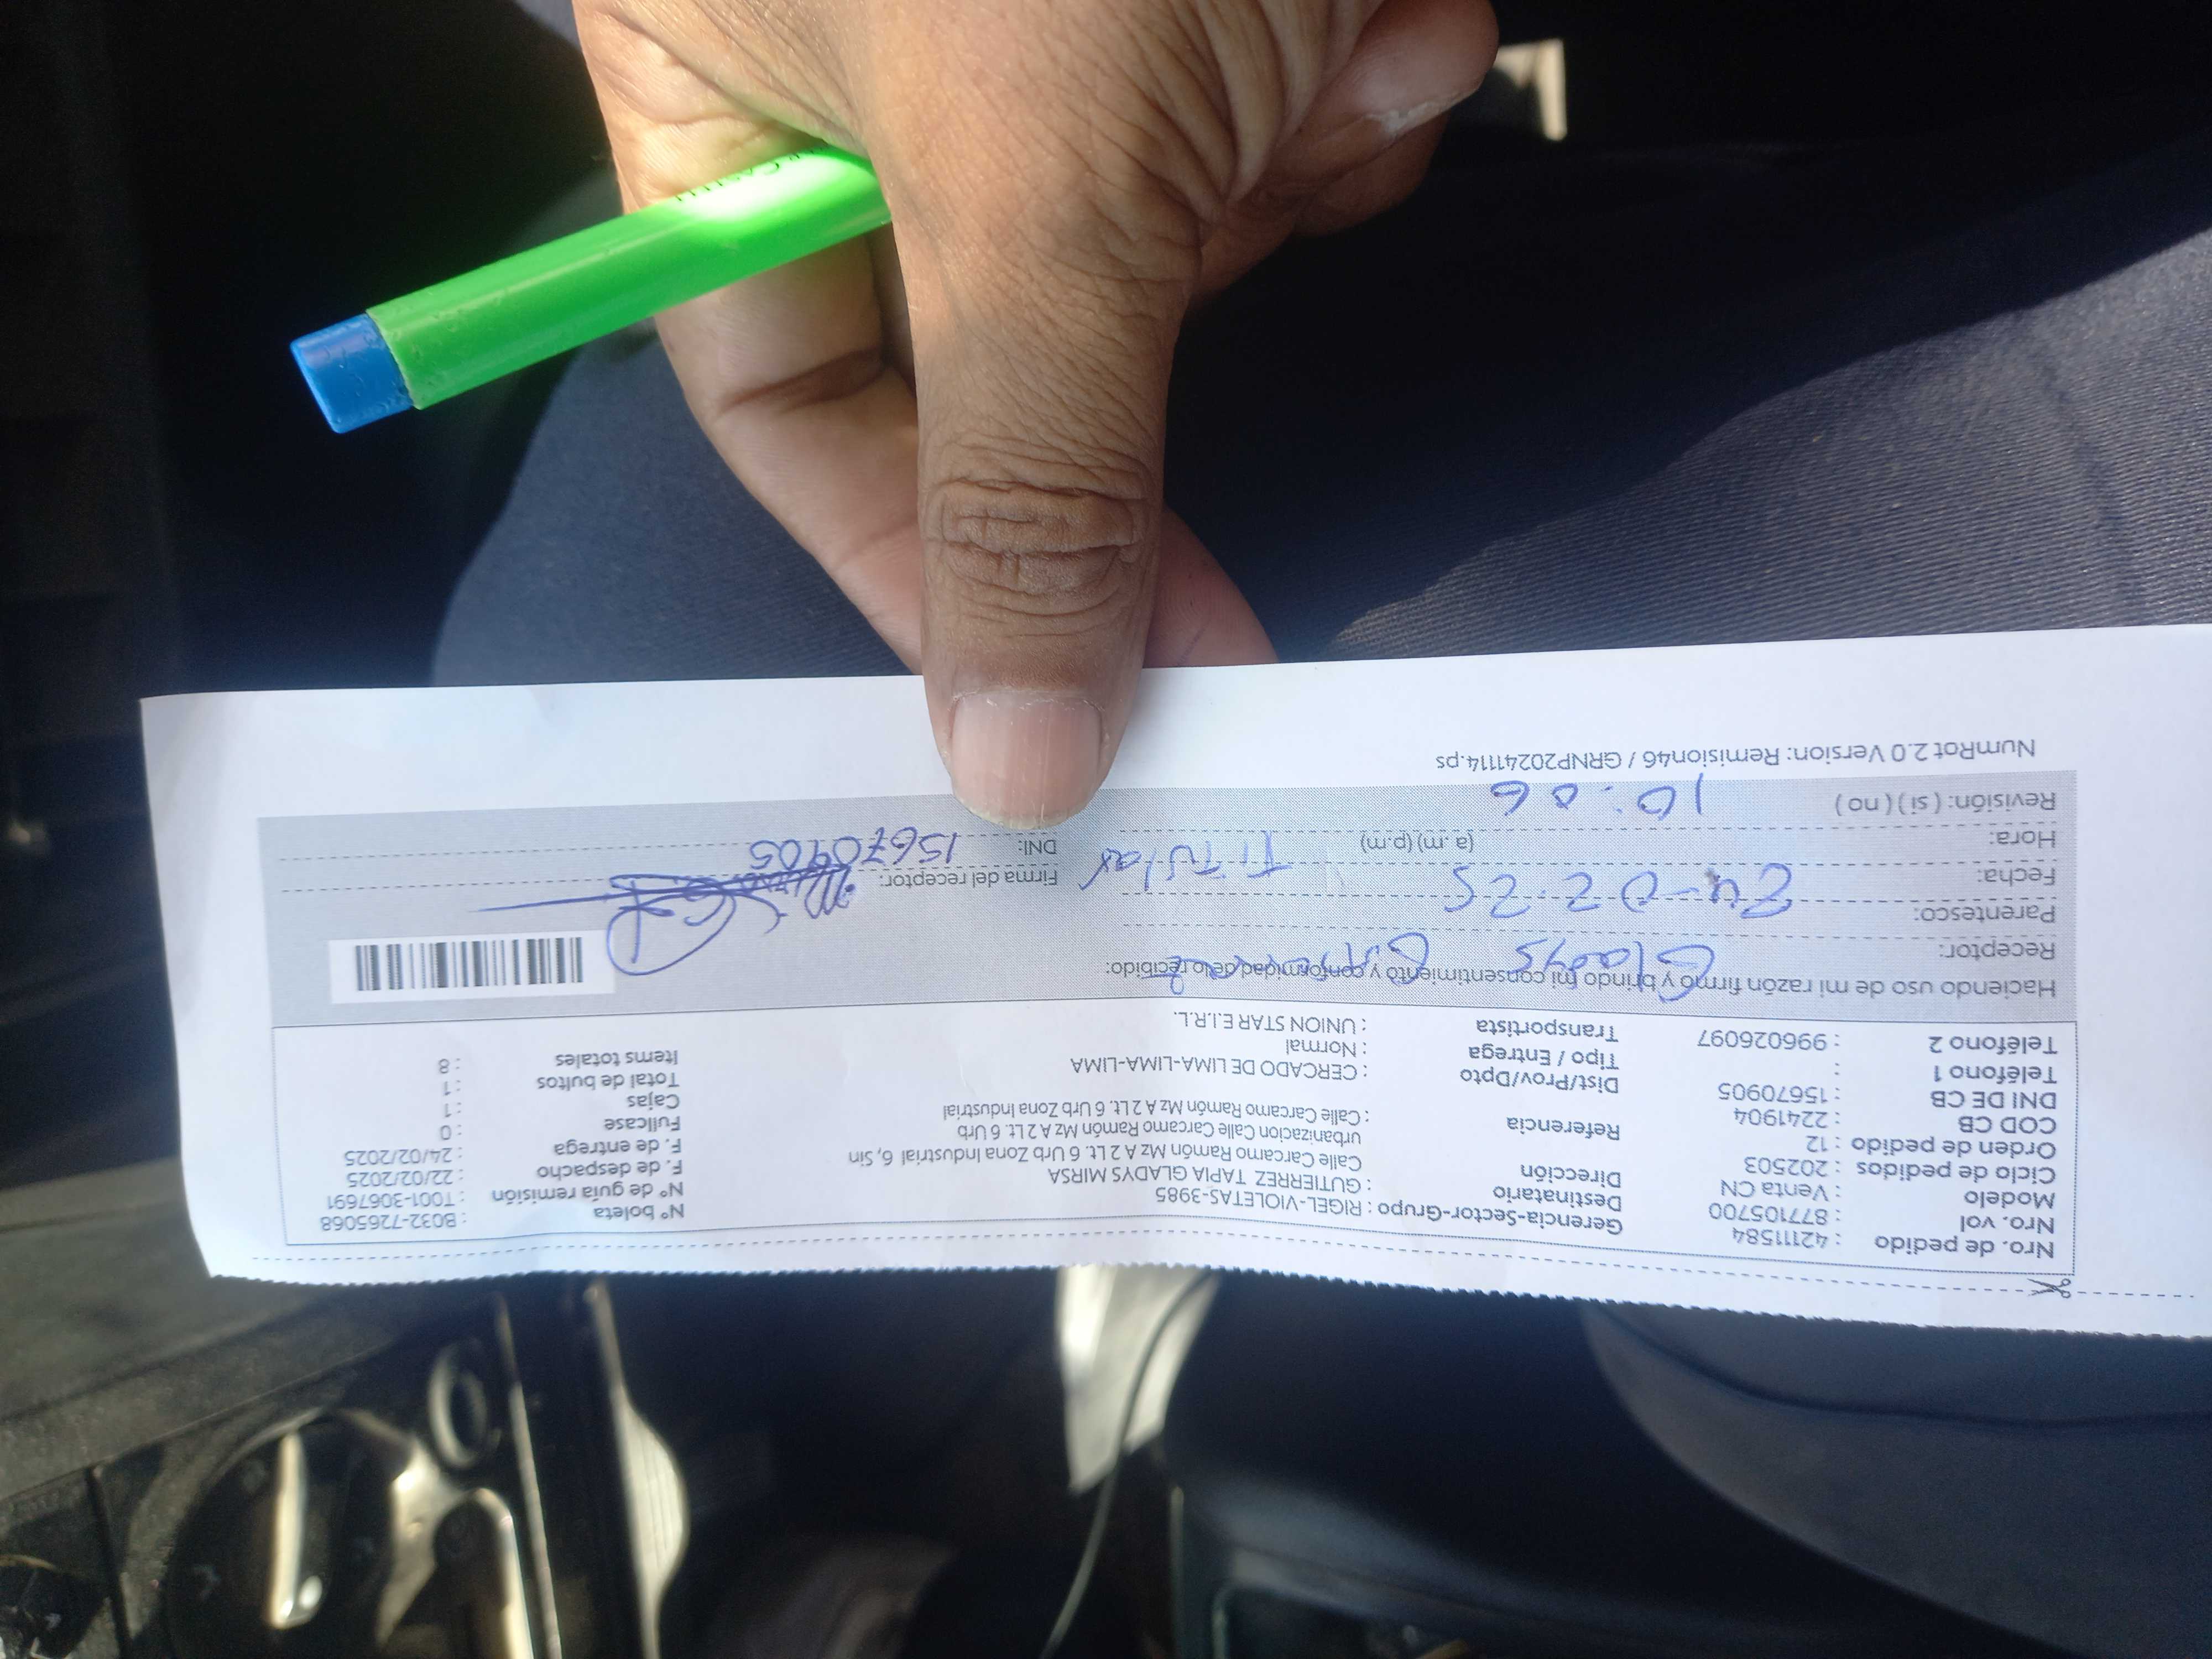 Nro. de pedido : 42111584
Nro. vol : 877105700
Modelo : Venta CN
Ciclo de pedidos : 202503
Orden de pedido : 12
COD CB : 2241904
DNI DE CB : 15670905
Teléfono 1 :
Teléfono 2 : 996026097
Gerencia-Sector-Grupo : RIGEL-VIOLETAS-3985
Destinatario : GUTIERREZ TAPIA GLADYS MIRSA
Dirección Calle Carcamo Ramón Mz A 2 Lt. 6 Urb Zona Industrial 6, Sin
urbanizacion Calle Carcamo Ramón Mz A 2 Lt 6 Urb
Referencia : Calle Carcamo Ramón Mz A 2 Lt. 6 Urb Zona Industrial
Dist/Prov/Dpto : CERCADO DE LIMA-LIMA-LIMA
Tipo / Entrega : Normal
Transportista : UNION STAR E.I.R.L.
Nº boleta : B032-7265068
Nº de guía remisión : T001-3067691
F. de despacho : 22/02/2025
F. de entrega : 24/02/2025
Fullcase : 0
Cajas : 1
Total de bultos : 1
Items totales : 8
Haciendo uso de mi razón firmo y brindo mi consentimiento y conformidad de lo recibido:
Receptor: Gladys
Parentesco:
Fecha: 24-02-25 Titular
Hora: (a .m) (p.m)
Revisión: ( si ) ( no ) 10:06
Firma del receptor:
DNI: 15670905
NumRot 2.0 Version: Remision46 / GRNP20241114.ps